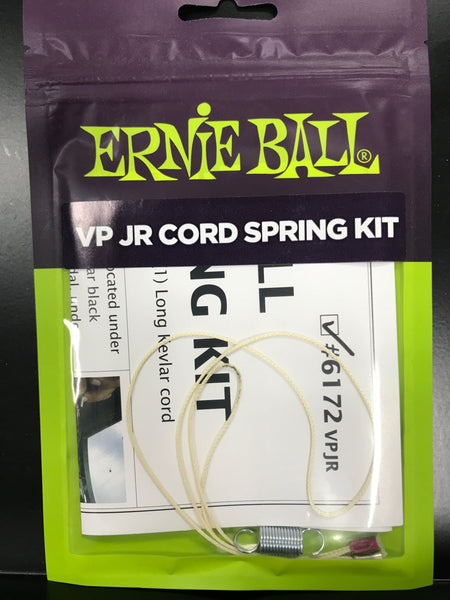 ERNIE BALL®
VP JR CORD SPRING KIT
ocated under
ar black
dal, und
1) Long Kevlar cord
LL
NG KIT
#6172 VPJR